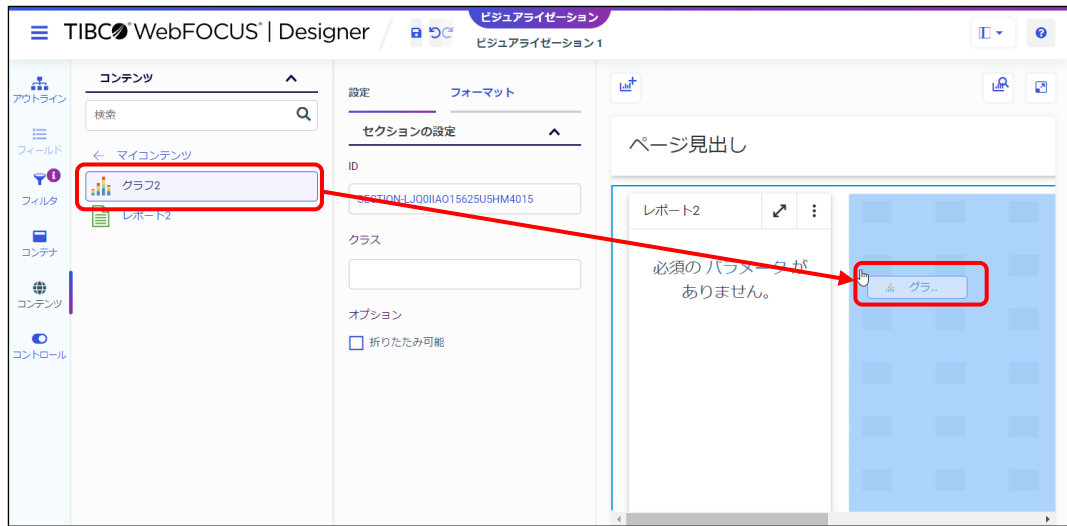 ビジュアライゼーション
TIBCO WebFOCUS | Designer
ビジュアライゼーション 1
アウトライン
フィールド
フィルタ
1
コンテナ
コンテンツ
コントロール
コンテンツ
検索
マイコンテンツ
グラフ2
レポート2
設定
フォーマット
セクションの設定
ID
SECTION-LJQ0IIAO15625U5HM4015
クラス
オプション
折りたたみ可能
ページ見出し
レポート2
必須の パラメータ が
ありません。
グラ...